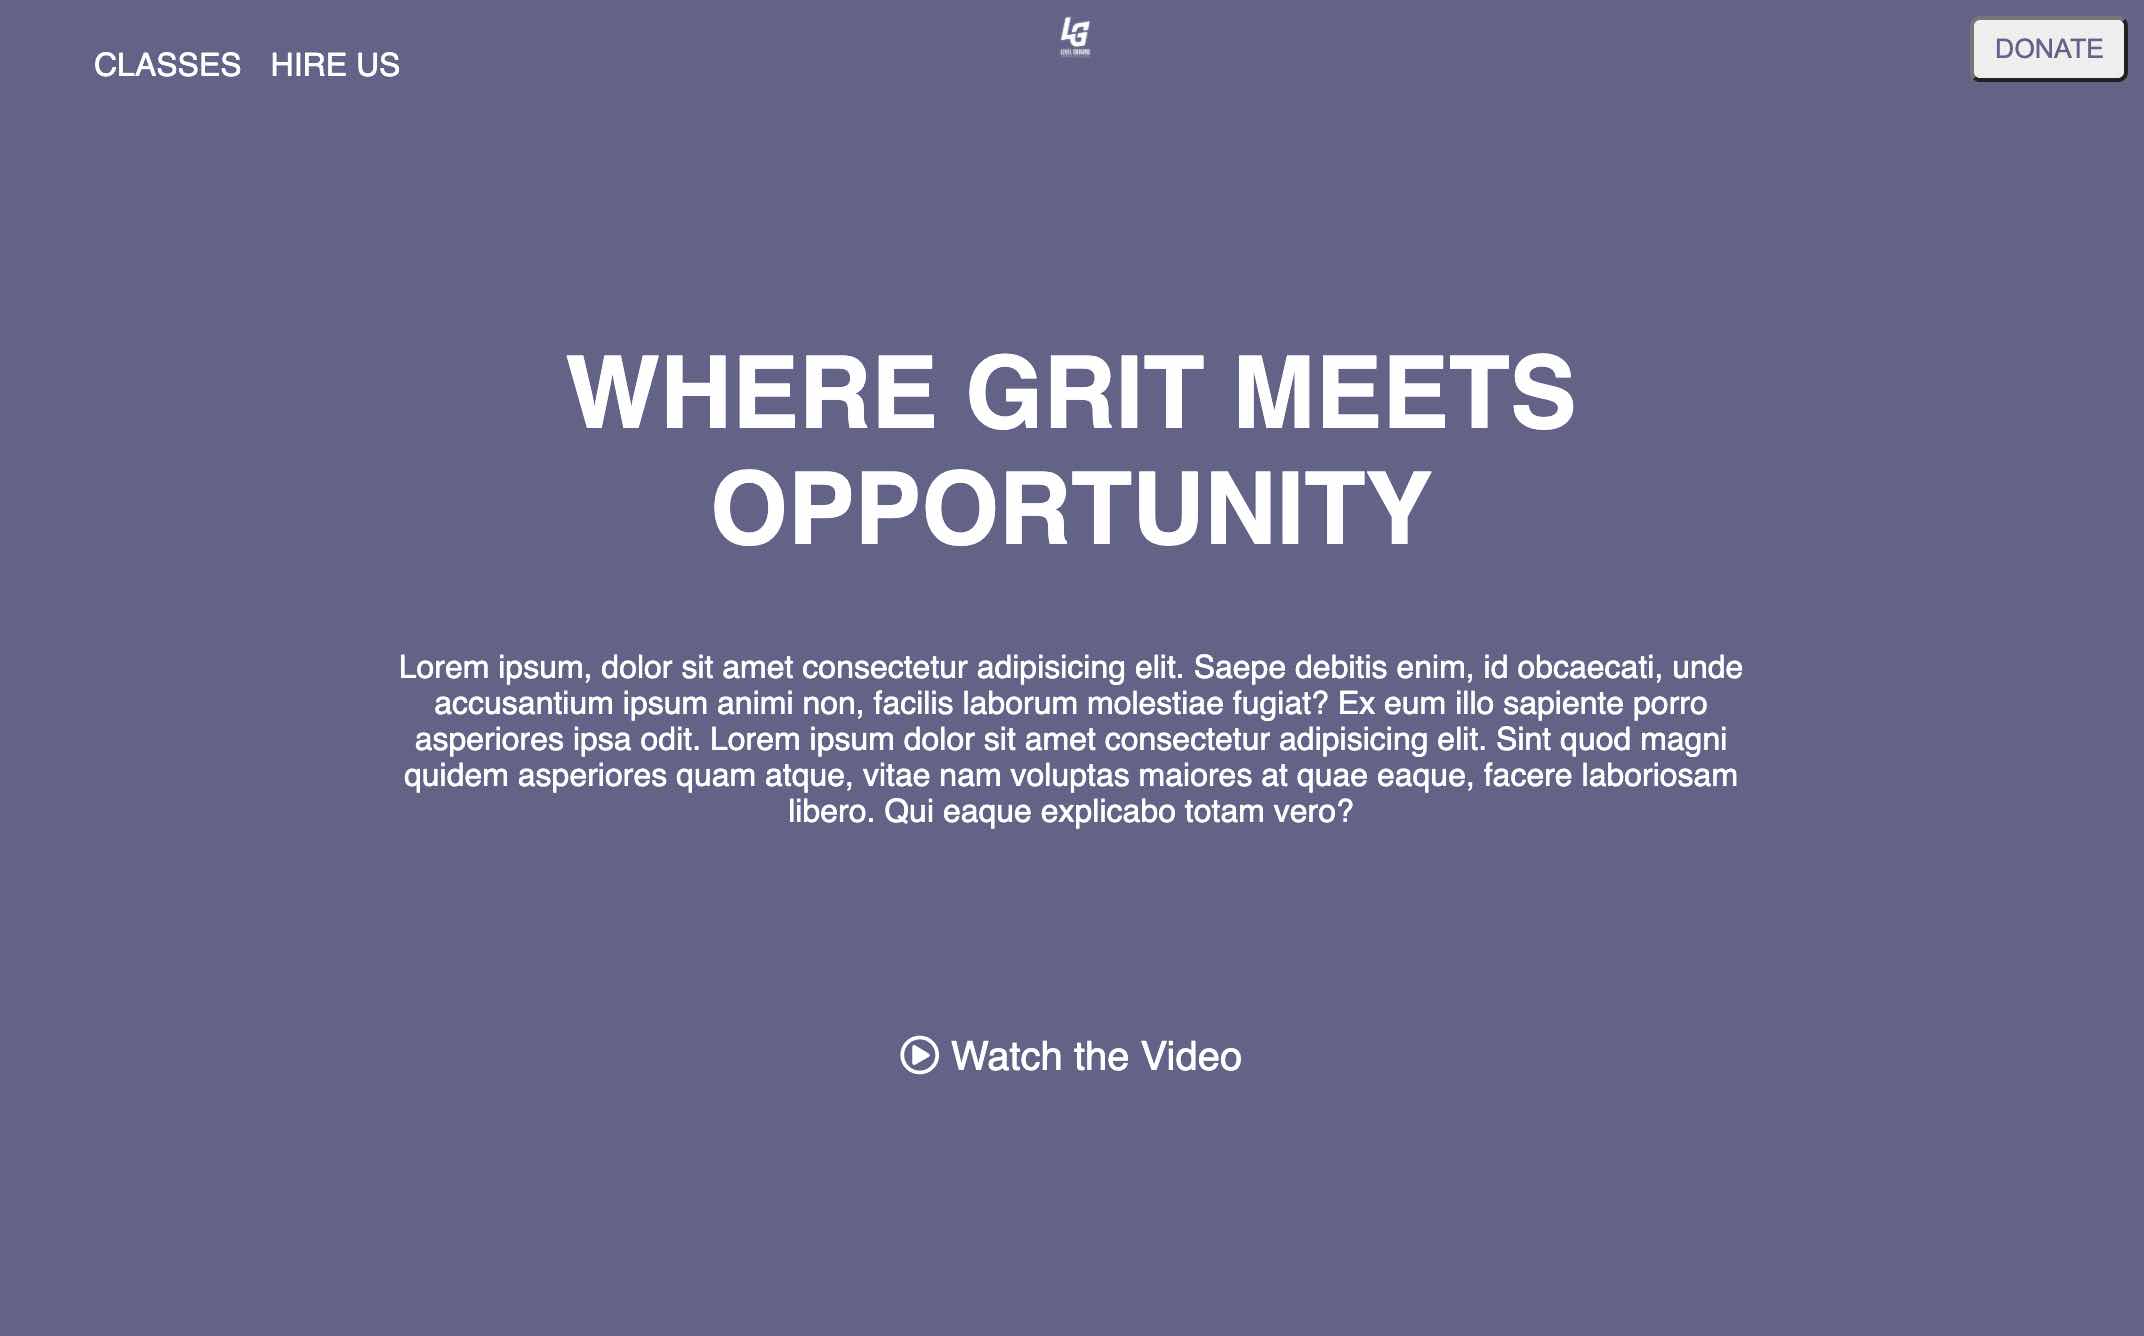 CLASSES HIRE US
LG
DONATE
WHERE GRIT MEETS
OPPORTUNITY
Lorem ipsum, dolor sit amet consectetur adipisicing elit. Saepe debitis enim, id obcaecati, unde
accusantium ipsum animi non, facilis laborum molestiae fugiat? Ex eum illo sapiente porro
asperiores ipsa odit. Lorem ipsum dolor sit amet consectetur adipisicing elit. Sint quod magni
quidem asperiores quam atque, vitae nam voluptas maiores at quae eaque, facere laboriosam
libero. Qui eaque explicabo totam vero?
Watch the Video